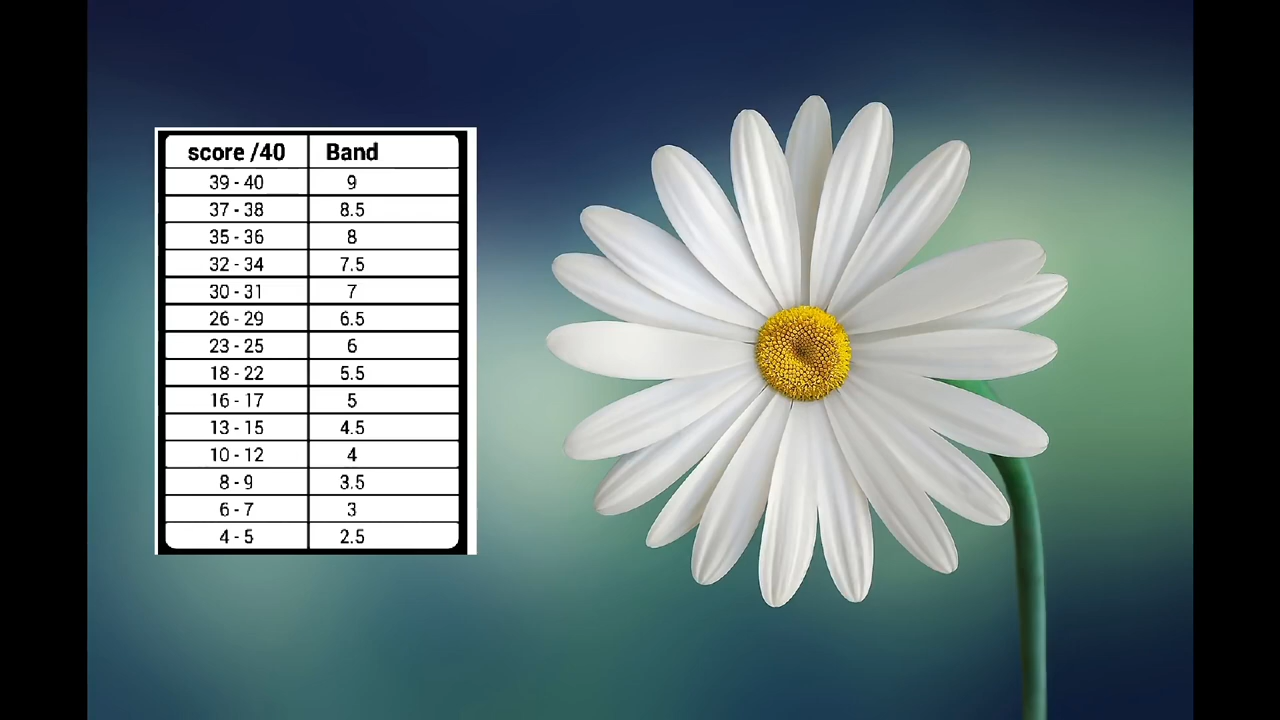 score /40 Band
39 - 40 9
37 - 38 8.5
35 - 36 8
32 - 34 7.5
30 - 31 7
26 - 29 6.5
23 - 25 6
18 - 22 5.5
16 - 17 5
13 - 15 4.5
10 - 12 4
8 - 9 3.5
6 - 7 3
4 - 5 2.5